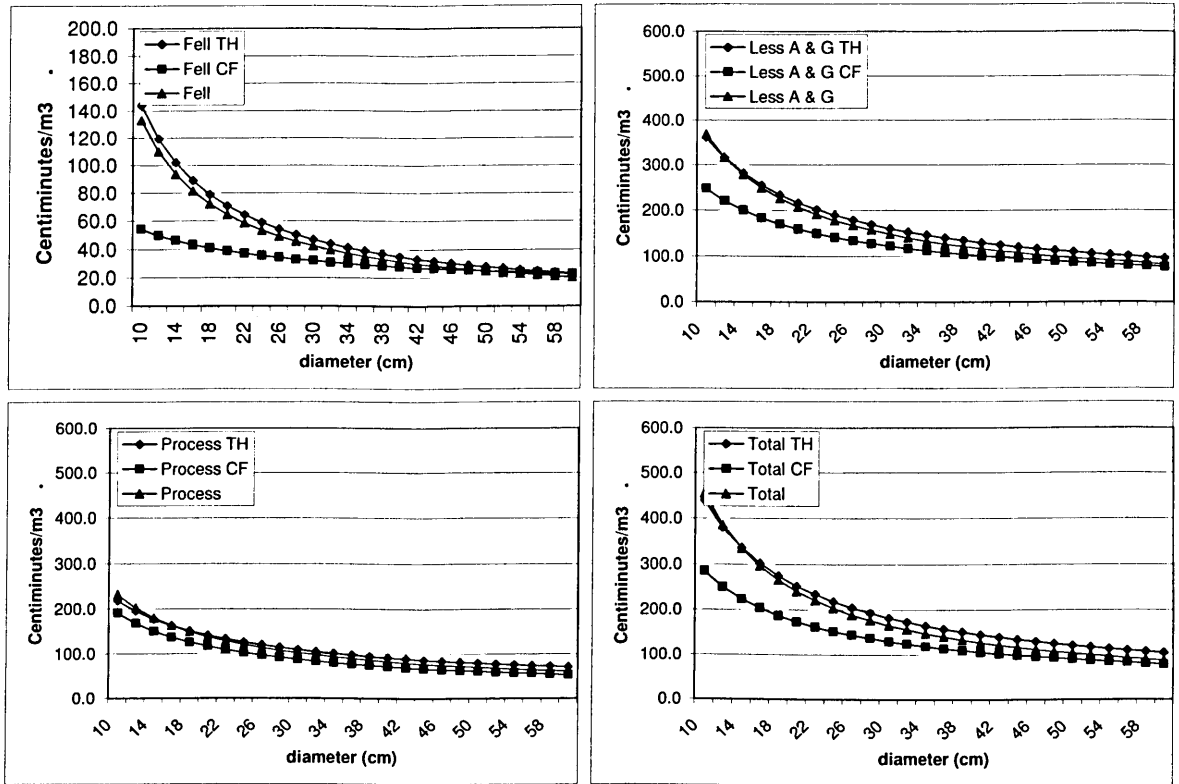 200.0
180.0
160.0
140.0
120.0
100.0
80.0
60.0
40.0
20.0
0.0
Centiminutes/m3
Fell TH
Fell CF
Fell
10 14 18 22 26 30 34 38 42 46 50 54 58
diameter (cm)
600.0
500.0
400.0
300.0
200.0
100.0
0.0
Centiminutes/m3
Less A & G TH
Less A & G CF
Less A & G
10 14 18 22 26 30 34 38 42 46 50 54 58
diameter (cm)
600.0
500.0
400.0
300.0
200.0
100.0
0.0
Centiminutes/m3
Process TH
Process CF
Process
10 14 18 22 26 30 34 38 42 46 50 54 58
diameter (cm)
600.0
500.0
400.0
300.0
200.0
100.0
0.0
Centiminutes/m3
Total TH
Total CF
Total
10 14 18 22 26 30 34 38 42 46 50 54 58
diameter (cm)